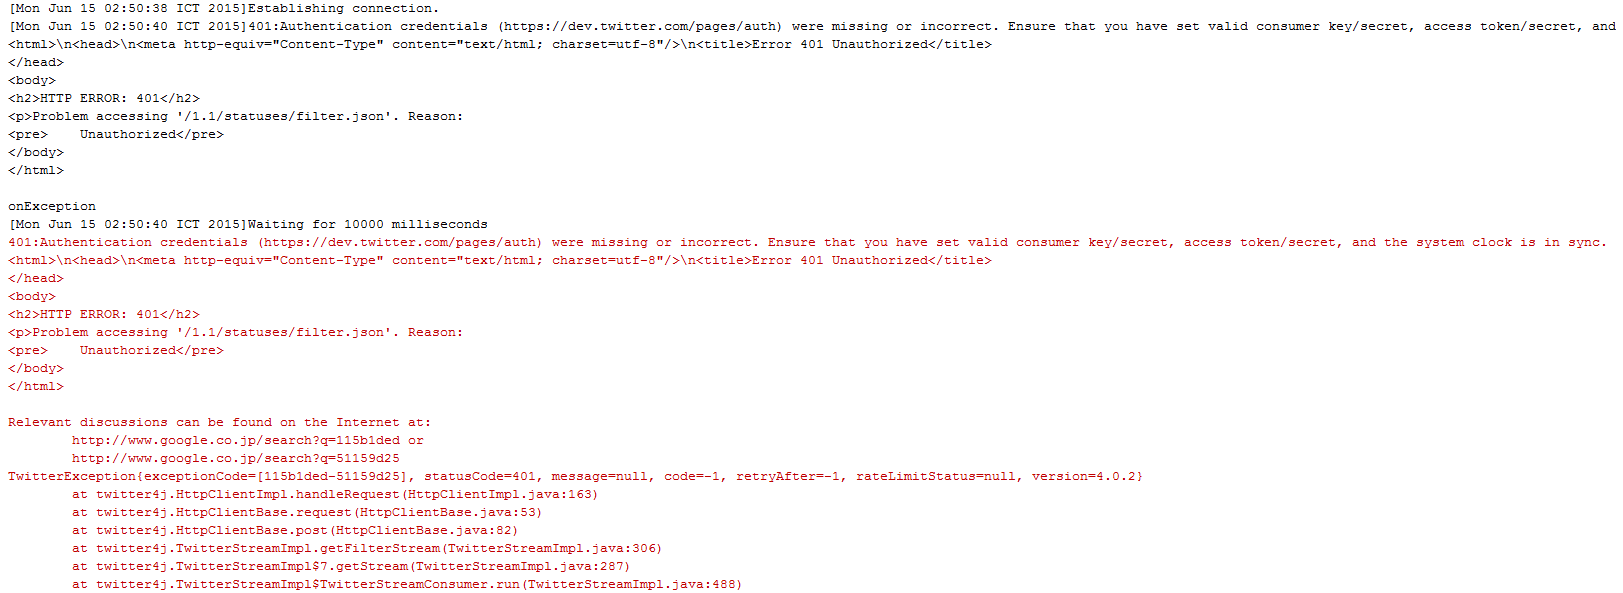 [Mon Jun 15 02:50:38 ICT 2015]Establishing connection.
[Mon Jun 15 02:50:40 ICT 2015]401:Authentication credentials (https://dev.twitter.com/pages/auth) were missing or incorrect. Ensure that you have set valid consumer key/secret, access token/secret, and
<html>\n<head>\n<meta http-equiv="Content-Type" content="text/html; charset=utf-8"/>\n<title>Error 401 Unauthorized</title>
</head>
<body>
<h2>HTTP ERROR: 401</h2>
<p>Problem accessing '/1.1/statuses/filter.json'. Reason:
<pre>    Unauthorized</pre>
</body>
</html>

onException
[Mon Jun 15 02:50:40 ICT 2015]Waiting for 10000 milliseconds
401:Authentication credentials (https://dev.twitter.com/pages/auth) were missing or incorrect. Ensure that you have set valid consumer key/secret, access token/secret, and the system clock is in sync.
<html>\n<head>\n<meta http-equiv="Content-Type" content="text/html; charset=utf-8"/>\n<title>Error 401 Unauthorized</title>
</head>
<body>
<h2>HTTP ERROR: 401</h2>
<p>Problem accessing '/1.1/statuses/filter.json'. Reason:
<pre>    Unauthorized</pre>
</body>
</html>

Relevant discussions can be found on the Internet at:
	http://www.google.co.jp/search?q=115b1ded or
	http://www.google.co.jp/search?q=51159d25
TwitterException{exceptionCode=[115b1ded-51159d25], statusCode=401, message=null, code=-1, retryAfter=-1, rateLimitStatus=null, version=4.0.2}
	at twitter4j.HttpClientImpl.handleRequest(HttpClientImpl.java:163)
	at twitter4j.HttpClientBase.request(HttpClientBase.java:53)
	at twitter4j.HttpClientBase.post(HttpClientBase.java:82)
	at twitter4j.TwitterStreamImpl.getFilterStream(TwitterStreamImpl.java:306)
	at twitter4j.TwitterStreamImpl$7.getStream(TwitterStreamImpl.java:287)
	at twitter4j.TwitterStreamImpl$TwitterStreamConsumer.run(TwitterStreamImpl.java:488)